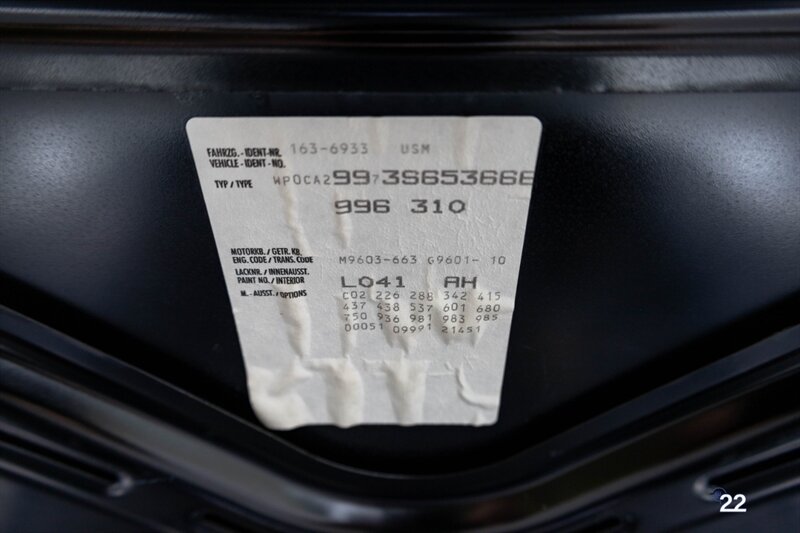 FAHRZG.-IDENT-NR. 163-6933 USM
VEHICLE-IDENT-NO.
TYP / TYPE WP0CA29973S653666
996 310
MOTORKB. / GETR. KB.
ENG. CODE / TRANS. CODE M9603-663 G9601- 10
LACKNR. / INNENAUSST.
PAINT NO. / INTERIOR L041 AH
M.-AUSST. / OPTIONS C02 226 288 342 415
437 438 537 601 680
750 936 981 983 985
00051 09991 21451
22